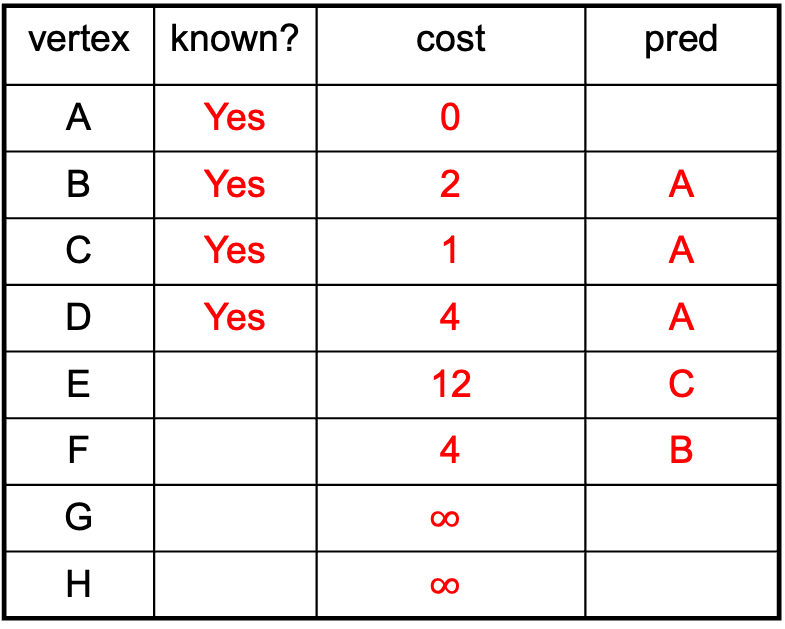 vertex known? cost pred
A Yes 0
B Yes 2 A
C Yes 1 A
D Yes 4 A
E 12 C
F 4 B
G ∞
H ∞